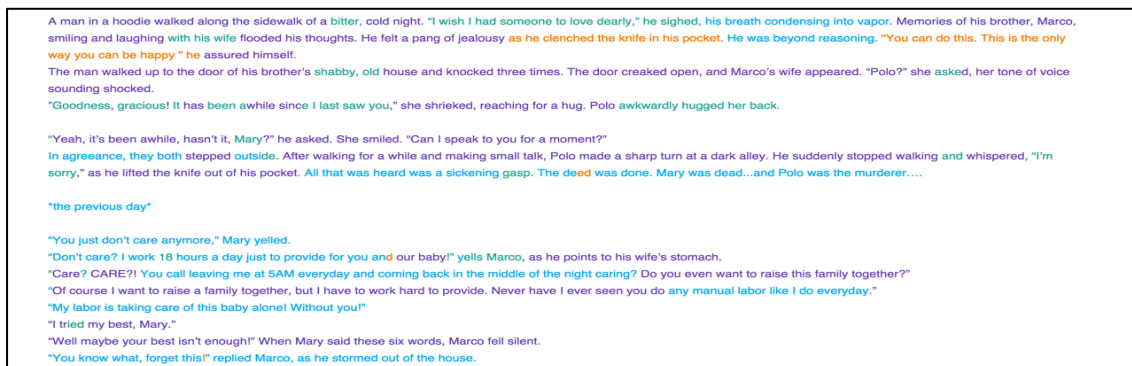 A man in a hoodie walked along the sidewalk of a bitter, cold night. “I wish I had someone to love dearly,” he sighed, his breath condensing into vapor. Memories of his brother, Marco,
smiling and laughing with his wife flooded his thoughts. He felt a pang of jealousy as he clenched the knife in his pocket. He was beyond reasoning. “You can do this. This is the only
way you can be happy ” he assured himself.
The man walked up to the door of his brother’s shabby, old house and knocked three times. The door creaked open, and Marco’s wife appeared. “Polo?” she asked, her tone of voice
sounding shocked.
“Goodness, gracious! It has been awhile since I last saw you,” she shrieked, reaching for a hug. Polo awkwardly hugged her back.
“Yeah, it’s been awhile, hasn’t it, Mary?” he asked. She smiled. “Can I speak to you for a moment?”
In agreeance, they both stepped outside. After walking for a while and making small talk, Polo made a sharp turn at a dark alley. He suddenly stopped walking and whispered, “I’m
sorry,” as he lifted the knife out of his pocket. All that was heard was a sickening gasp. The deed was done. Mary was dead...and Polo was the murderer….
*the previous day*
“You just don’t care anymore,” Mary yelled.
“Don’t care? I work 18 hours a day just to provide for you and our baby!” yells Marco, as he points to his wife’s stomach.
“Care? CARE?! You call leaving me at 5AM everyday and coming back in the middle of the night caring? Do you even want to raise this family together?”
“Of course I want to raise a family together, but I have to work hard to provide. Never have I ever seen you do any manual labor like I do everyday.”
“My labor is taking care of this baby alone! Without you!”
“I tried my best, Mary.”
“Well maybe your best isn’t enough!” When Mary said these six words, Marco fell silent.
“You know what, forget this!” replied Marco, as he stormed out of the house.